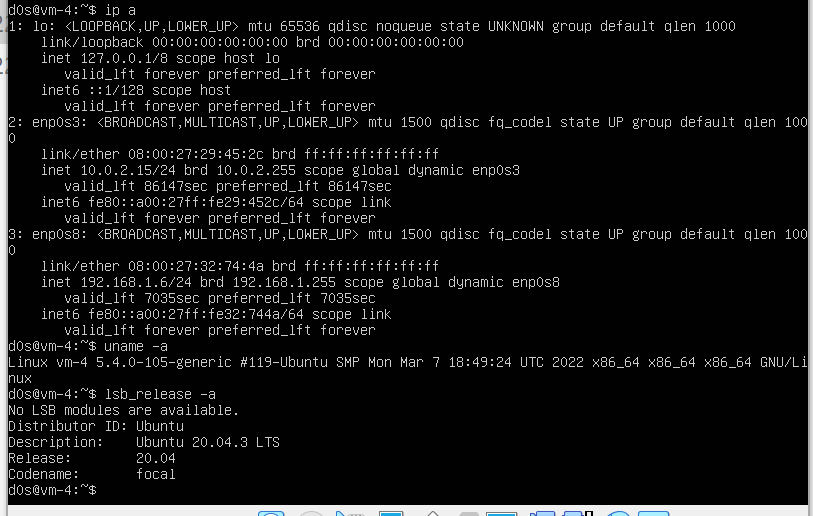 d0s@vm-4:~$ ip a
1: lo: <LOOPBACK,UP,LOWER_UP> mtu 65536 qdisc noqueue state UNKNOWN group default qlen 1000
    link/loopback 00:00:00:00:00:00 brd 00:00:00:00:00:00
    inet 127.0.0.1/8 scope host lo
       valid_lft forever preferred_lft forever
    inet6 ::1/128 scope host
       valid_lft forever preferred_lft forever
2: enp0s3: <BROADCAST,MULTICAST,UP,LOWER_UP> mtu 1500 qdisc fq_codel state UP group default qlen 100
0
    link/ether 08:00:27:29:45:2c brd ff:ff:ff:ff:ff:ff
    inet 10.0.2.15/24 brd 10.0.2.255 scope global dynamic enp0s3
       valid_lft 86147sec preferred_lft 86147sec
    inet6 fe80::a00:27ff:fe29:452c/64 scope link
       valid_lft forever preferred_lft forever
3: enp0s8: <BROADCAST,MULTICAST,UP,LOWER_UP> mtu 1500 qdisc fq_codel state UP group default qlen 100
0
    link/ether 08:00:27:32:74:4a brd ff:ff:ff:ff:ff:ff
    inet 192.168.1.6/24 brd 192.168.1.255 scope global dynamic enp0s8
       valid_lft 7035sec preferred_lft 7035sec
    inet6 fe80::a00:27ff:fe32:744a/64 scope link
       valid_lft forever preferred_lft forever
d0s@vm-4:~$ uname -a
Linux vm-4 5.4.0-105-generic #119-Ubuntu SMP Mon Mar 7 18:49:24 UTC 2022 x86_64 x86_64 x86_64 GNU/Li
nux
d0s@vm-4:~$ lsb_release -a
No LSB modules are available.
Distributor ID: Ubuntu
Description:    Ubuntu 20.04.3 LTS
Release:        20.04
Codename:       focal
d0s@vm-4:~$